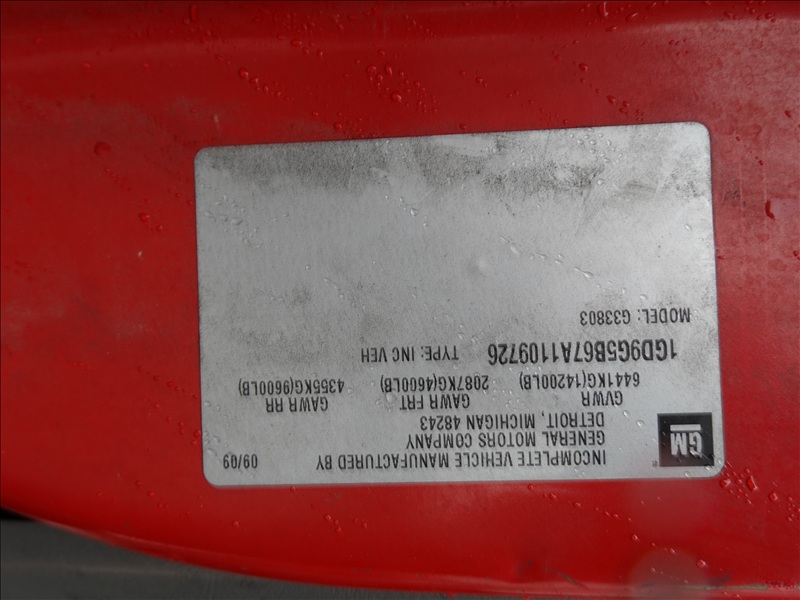 GM
INCOMPLETE VEHICLE MANUFACTURED BY 09/09
GENERAL MOTORS COMPANY
DETROIT, MICHIGAN 48243
GVWR GAWR FRT GAWR RR
6441KG(14200LB) 2087KG(4600LB) 4355KG(9600LB)
1GD9G5B67A1109726 TYPE: INC VEH
MODEL: G33803